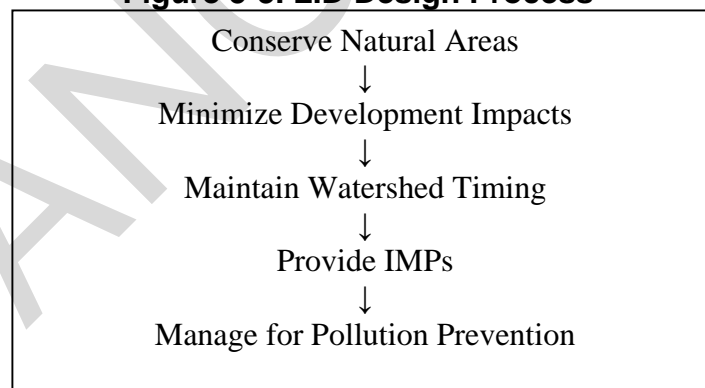 Conserve Natural Areas
↓
Minimize Development Impacts
↓
Maintain Watershed Timing
↓
Provide IMPs
↓
Manage for Pollution Prevention